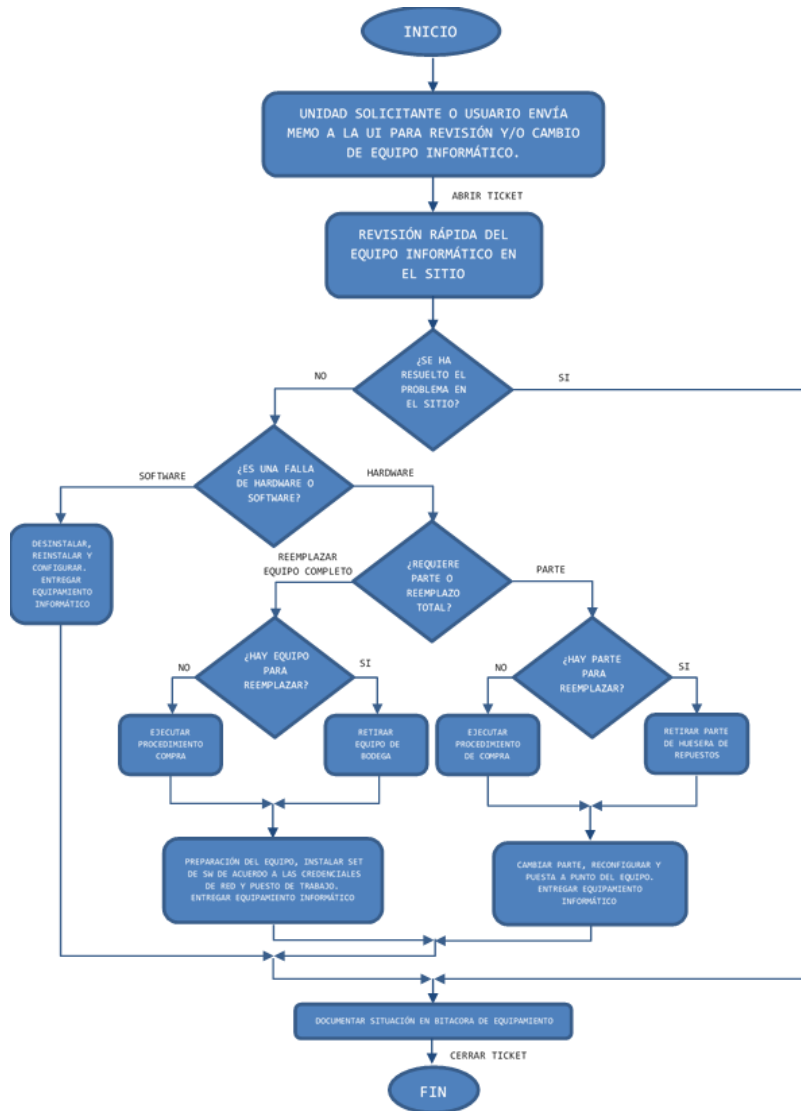 INICIO
UNIDAD SOLICITANTE O USUARIO ENVÍA
MEMO A LA UI PARA REVISIÓN Y/O CAMBIO
DE EQUIPO INFORMÁTICO.
ABRIR TICKET
REVISIÓN RÁPIDA DEL
EQUIPO INFORMÁTICO EN
EL SITIO
¿SE HA
RESUELTO EL
PROBLEMA EN
EL SITIO?
NO
SI
¿ES UNA FALLA
DE HARDWARE O
SOFTWARE?
SOFTWARE
HARDWARE
DESINSTALAR,
REINSTALAR Y
CONFIGURAR.
ENTREGAR
EQUIPAMIENTO
INFORMÁTICO
¿REQUIERE
PARTE O
REEMPLAZO
TOTAL?
REEMPLAZAR
EQUIPO COMPLETO
PARTE
¿HAY EQUIPO
PARA
REEMPLAZAR?
NO
SI
¿HAY PARTE
PARA
REEMPLAZAR?
NO
SI
EJECUTAR
PROCEDIMIENTO
COMPRA
RETIRAR
EQUIPO DE
BODEGA
EJECUTAR
PROCEDIMIENTO
DE COMPRA
RETIRAR PARTE
DE HUESERA DE
REPUESTOS
PREPARACIÓN DEL EQUIPO, INSTALAR SET
DE SW DE ACUERDO A LAS CREDENCIALES
DE RED Y PUESTO DE TRABAJO.
ENTREGAR EQUIPAMIENTO INFORMÁTICO
CAMBIAR PARTE, RECONFIGURAR Y
PUESTA A PUNTO DEL EQUIPO.
ENTREGAR EQUIPAMIENTO
INFORMÁTICO
DOCUMENTAR SITUACIÓN EN BITACORA DE EQUIPAMIENTO
CERRAR TICKET
FIN